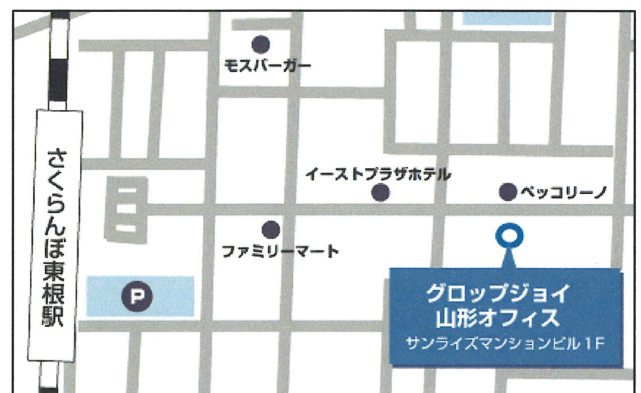 モスバーガー
さくらんぼ東根駅
イーストプラザホテル
ペッコリーノ
ファミリーマート
P
グロップジョイ
山形オフィス
サンライズマンションビル1F